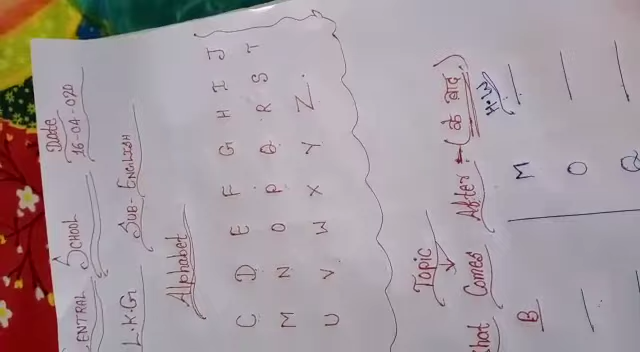 ENTRAL SCHOOL Date
16-04-020
L.K.G. SUB- ENGLISH
Alphabet
C D E F G H I J
M N O P Q R S T
U V W X Y Z.
Topic
hat Comes After :- (के बाद)
H.W
B M
O
Q